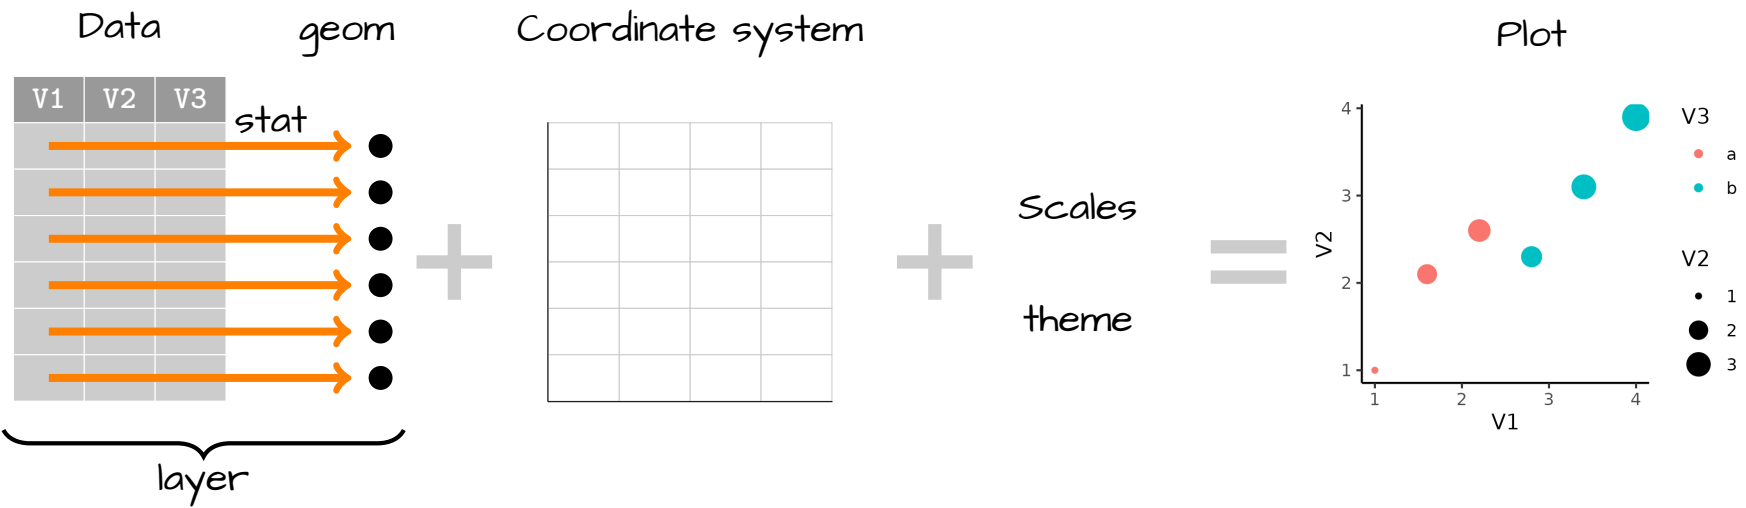 Data
geom
Coordinate system
Plot
V1 V2 V3
stat
Scales
theme
layer
4
3
2
1
V2
1 2 3 4
V1
V3
a
b
V2
1
2
3